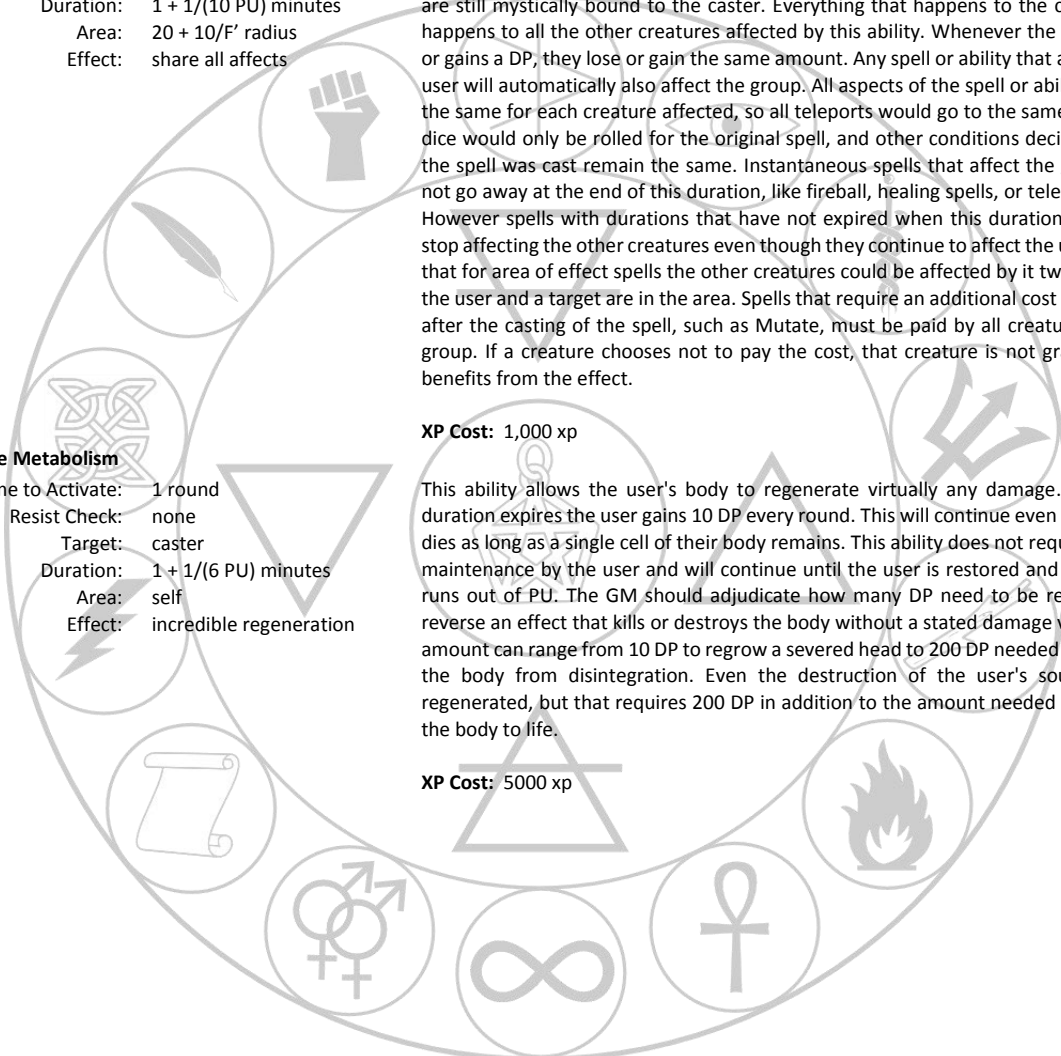 Duration: 1 + 1/(10 PU) minutes
Area: 20 + 10/F’ radius
Effect: share all affects
are still mystically bound to the caster. Everything that happens to the
happens to all the other creatures affected by this ability. Whenever the
or gains a DP, they lose or gain the same amount. Any spell or ability that
user will automatically also affect the group. All aspects of the spell or
the same for each creature affected, so all teleports would go to the same
dice would only be rolled for the original spell, and other conditions
the spell was cast remain the same. Instantaneous spells that affect the
not go away at the end of this duration, like fireball, healing spells, or
However spells with durations that have not expired when this duration
stop affecting the other creatures even though they continue to affect the
that for area of effect spells the other creatures could be affected by it
the user and a target are in the area. Spells that require an additional cost
after the casting of the spell, such as Mutate, must be paid by all
group. If a creature chooses not to pay the cost, that creature is not
benefits from the effect.
XP Cost: 1,000 xp
Metabolism
to Activate: 1 round
Resist Check: none
Target: caster
Duration: 1 + 1/(6 PU) minutes
Area: self
Effect: incredible regeneration
This ability allows the user's body to regenerate virtually any damage.
duration expires the user gains 10 DP every round. This will continue even
dies as long as a single cell of their body remains. This ability does not
maintenance by the user and will continue until the user is restored and
runs out of PU. The GM should adjudicate how many DP need to be
reverse an effect that kills or destroys the body without a stated damage
amount can range from 10 DP to regrow a severed head to 200 DP needed
the body from disintegration. Even the destruction of the user's
regenerated, but that requires 200 DP in addition to the amount needed
the body to life.
XP Cost: 5000 xp